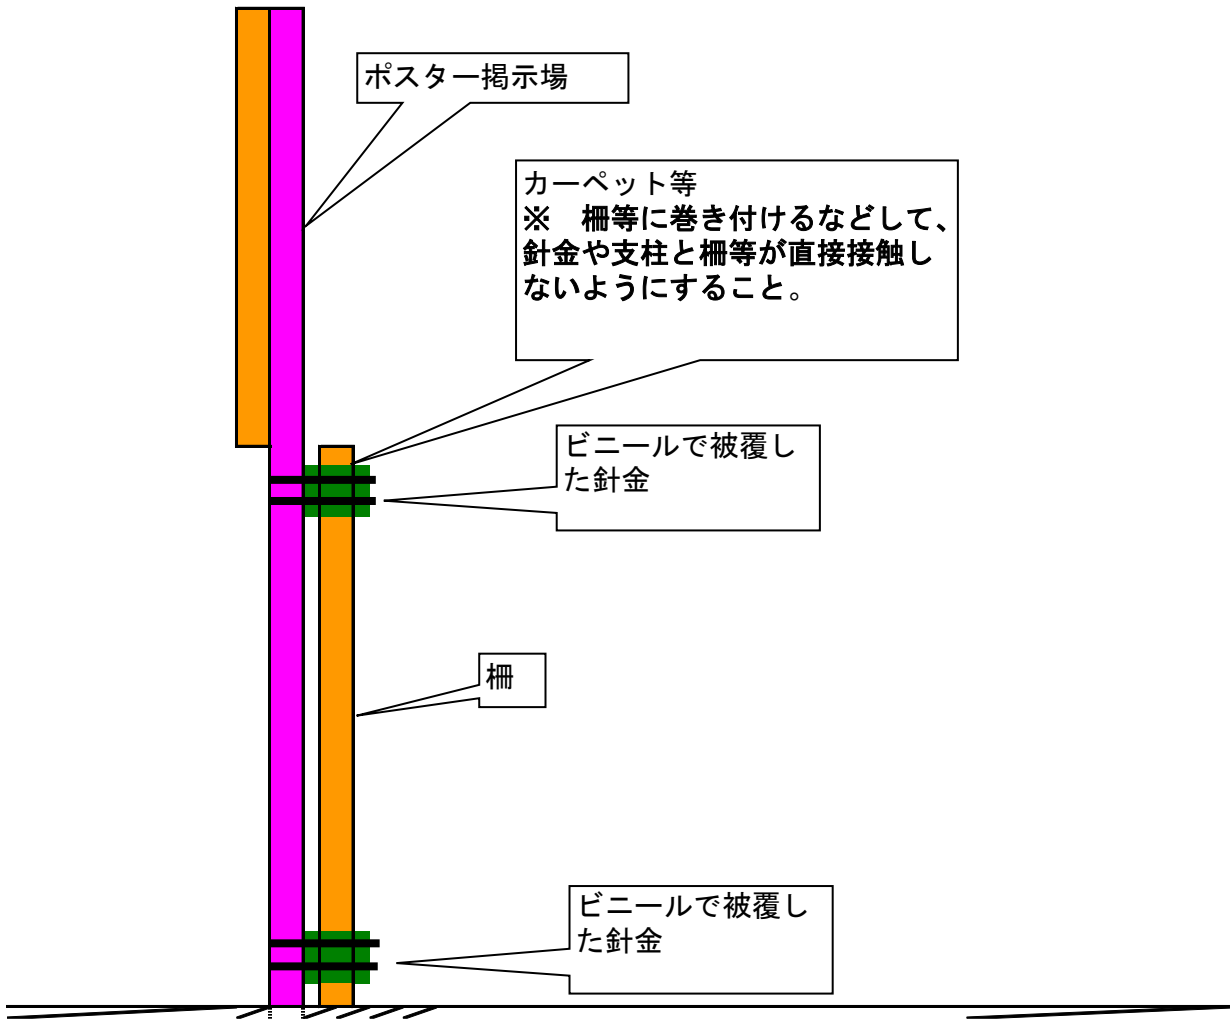 ポスター掲示場
カーペット等
※　柵等に巻き付けるなどして、
針金や支柱と柵等が直接接触し
ないようにすること。
ビニールで被覆し
た針金
柵
ビニールで被覆し
た針金